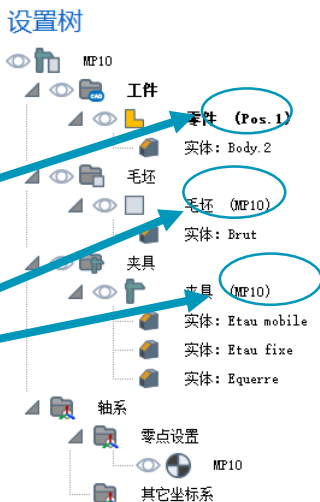 设置树
MP10
工件
零件 (Pos.1)
实体: Body.2
毛坯
毛坯 (MP10)
实体: Brut
夹具
夹具 (MP10)
实体: Etau mobile
实体: Etau fixe
实体: Equerre
轴系
零点设置
MP10
其它坐标系